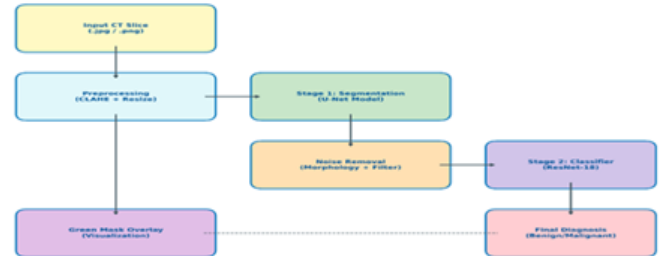 Input CT Slice
(.jpg / .png)
Preprocessing
(CLAHE + Resize)
Stage 1: Segmentation
(U-Net Model)
Noise Removal
(Morphology + Filter)
Stage 2: Classifier
(ResNet-18)
Green Mask Overlay
(Visualization)
Final Diagnosis
(Benign/Malignant)